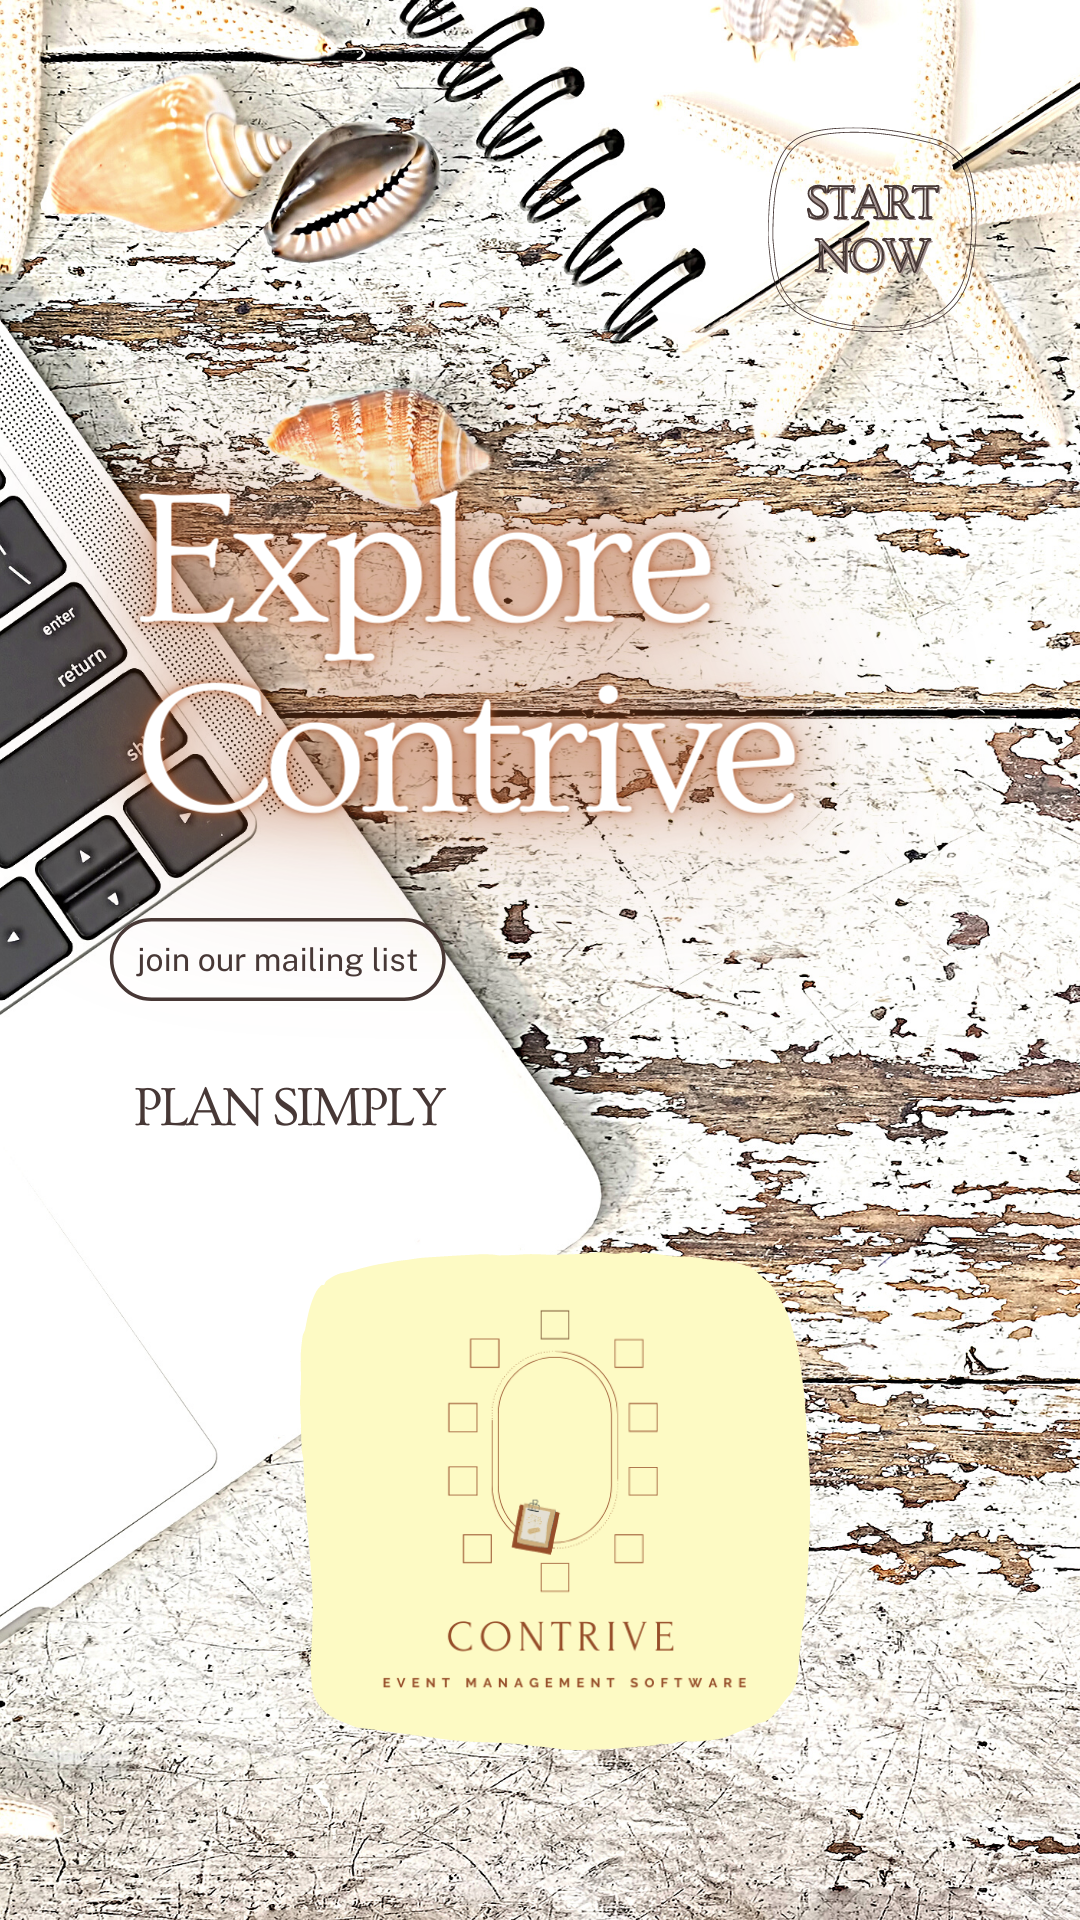 START
NOW
Explore
Contrive
enter
return
join our mailing list
PLAN SIMPLY
CONTRIVE
EVENT MANAGEMENT SOFTWARE